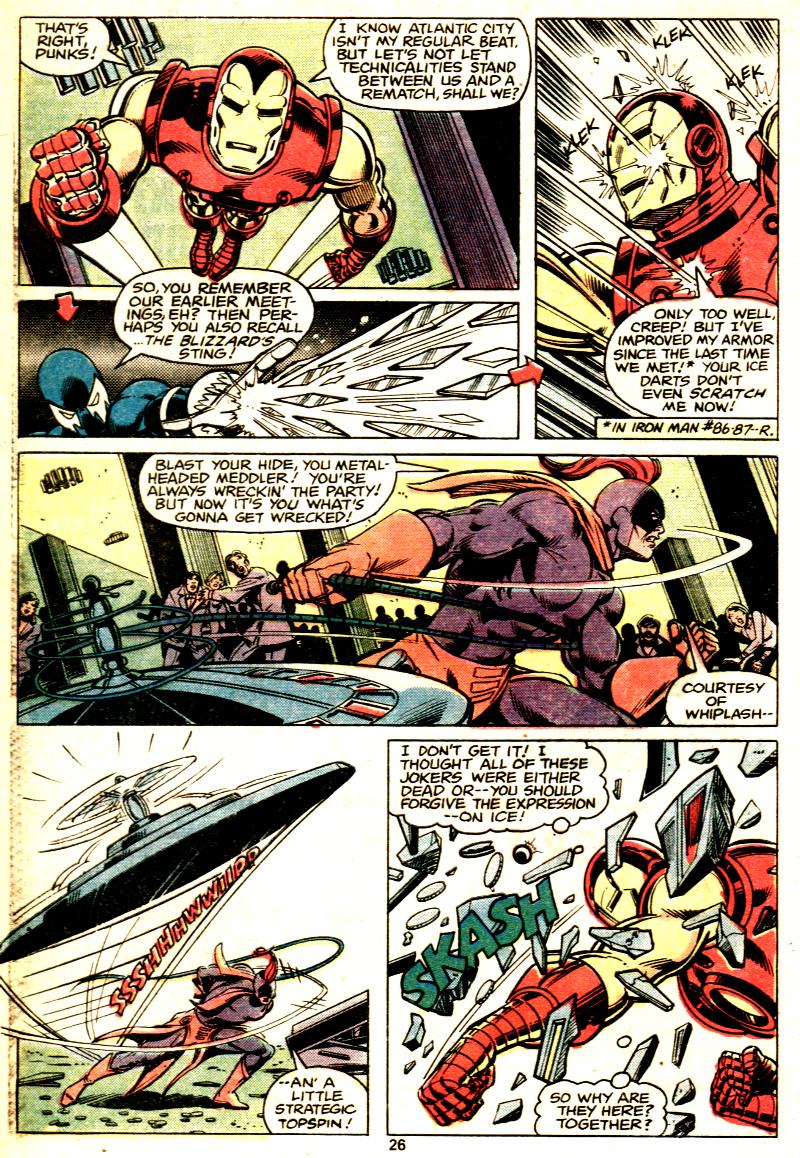 THAT'S
RIGHT,
PUNKS!
I KNOW ATLANTIC CITY
ISN'T MY REGULAR BEAT.
BUT LET'S NOT LET
TECHNICALITIES STAND
BETWEEN US AND A
REMATCH, SHALL WE?
SO, YOU REMEMBER
OUR EARLIER MEET-
INGS, EH? THEN PER-
HAPS YOU ALSO RECALL
...THE BLIZZARD'S
STING!
KLEK
KLEK
KLEK
ONLY TOO WELL,
CREEP! BUT I'VE
IMPROVED MY ARMOR
SINCE THE LAST TIME
WE MET!* YOUR ICE
DARTS DON'T
EVEN SCRATCH
ME NOW!
*IN IRON MAN #86-87--R.
BLAST YOUR HIDE, YOU METAL-
HEADED MEDDLER! YOU'RE
ALWAYS WRECKIN' THE PARTY!
BUT NOW IT'S YOU WHAT'S
GONNA GET WRECKED!
COURTESY
OF
WHIPLASH--
SSSSHHHWWIIPP
--AN' A
LITTLE
STRATEGIC
TOPSPIN!
I DON'T GET IT! I
THOUGHT ALL OF THESE
JOKERS WERE EITHER
DEAD OR--YOU SHOULD
FORGIVE THE EXPRESSION
--ON ICE!
SKASH
SO WHY ARE
THEY HERE?
TOGETHER?
26